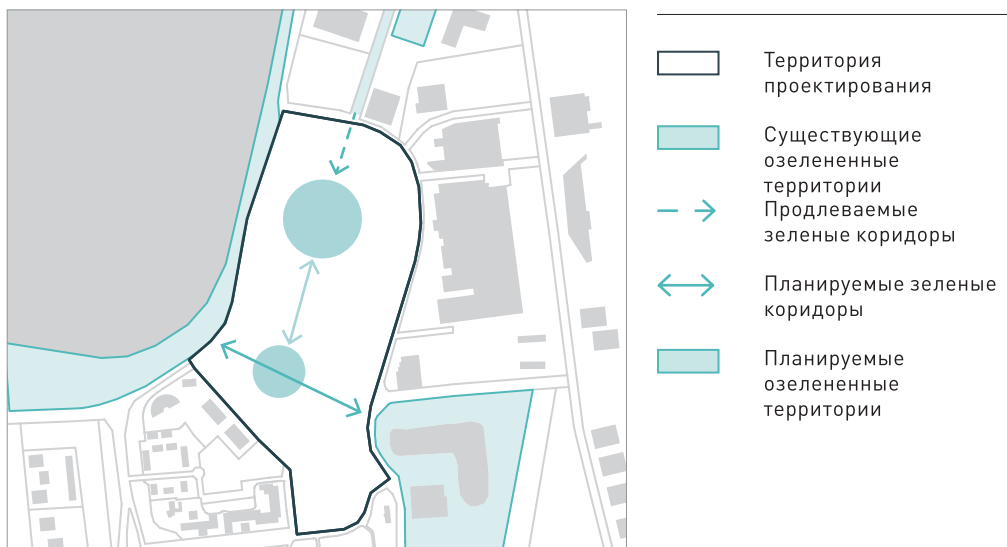 Территория
проектирования
Существующие
озелененные
территории
Продлеваемые
зеленые коридоры
Планируемые зеленые
коридоры
Планируемые
озелененные
территории